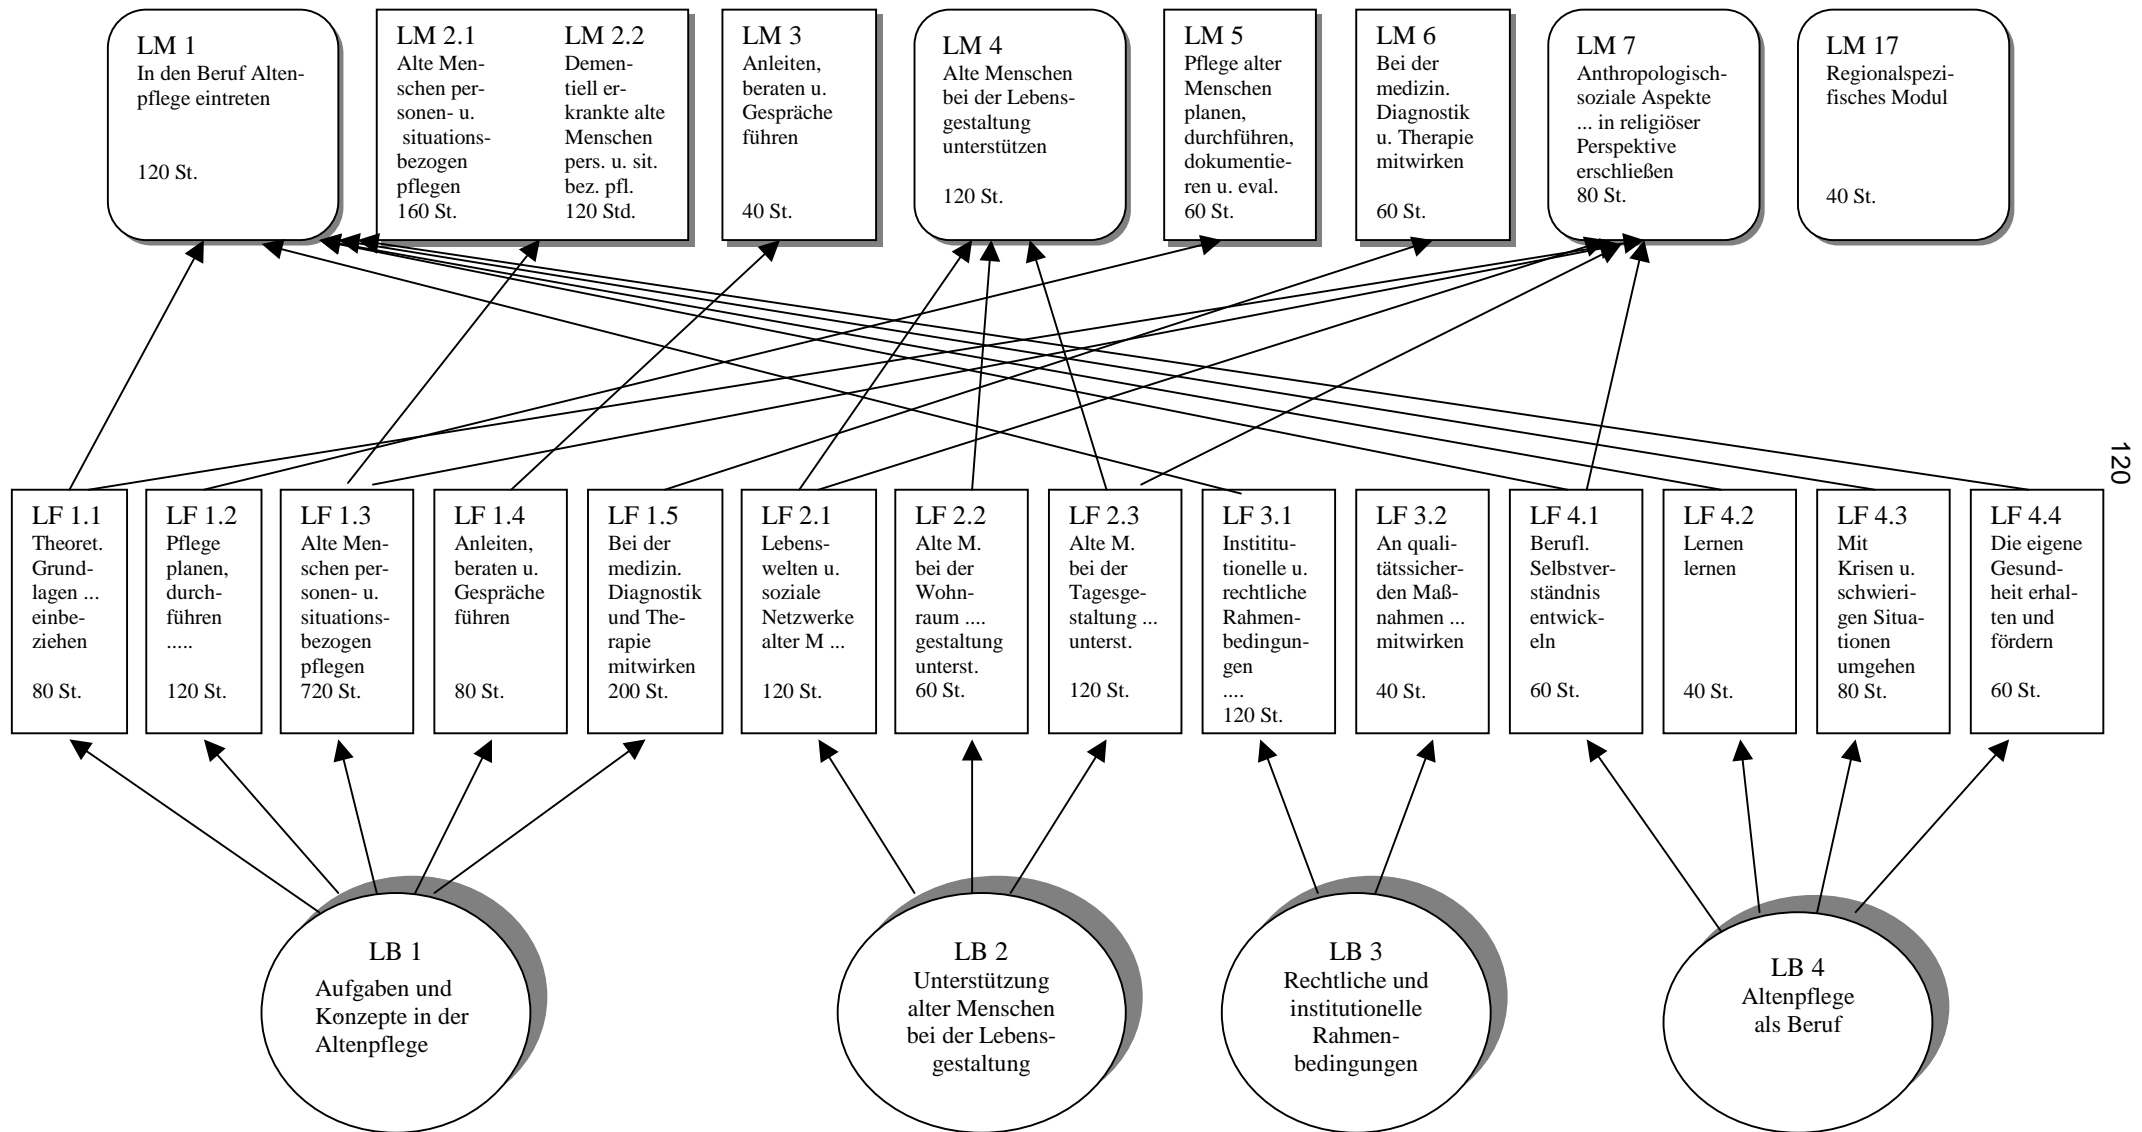 LM 1
In den Beruf Alten-
pflege eintreten
120 St.
LM 2.1
Alte Men-
schen per-
sonen- u.
situations-
bezogen
pflegen
160 St.
LM 2.2
Demen-
tiell er-
krankte alte
Menschen
pers. u. sit.
bez. pfl.
120 Std.
LM 3
Anleiten,
beraten u.
Gespräche
führen
40 St.
LM 4
Alte Menschen
bei der Lebens-
gestaltung
unterstützen
120 St.
LM 5
Pflege alter
Menschen
planen,
durchführen,
dokumentie-
ren u. eval.
60 St.
LM 6
Bei der
medizin.
Diagnostik
u. Therapie
mitwirken
60 St.
LM 7
Anthropologisch-
soziale Aspekte
... in religiöser
Perspektive
erschließen
80 St.
LM 17
Regionalspezi-
fisches Modul
40 St.
120
LF 1.1
Theoret.
Grund-
lagen ...
einbe-
ziehen
80 St.
LF 1.2
Pflege
planen,
durch-
führen
.....
120 St.
LF 1.3
Alte Men-
schen per-
sonen- u.
situations-
bezogen
pflegen
720 St.
LF 1.4
Anleiten,
beraten u.
Gespräche
führen
80 St.
LF 1.5
Bei der
medizin.
Diagnostik
und The-
rapie
mitwirken
200 St.
LF 2.1
Lebens-
welten u.
soziale
Netzwerke
alter M ...
120 St.
LF 2.2
Alte M.
bei der
Wohn-
raum ....
gestaltung
unterst.
60 St.
LF 2.3
Alte M.
bei der
Tagesge-
staltung ...
unterst.
120 St.
LF 3.1
Instititu-
tionelle u.
rechtliche
Rahmen-
bedingun-
gen
....
120 St.
LF 3.2
An quali-
tätssicher-
den Maß-
nahmen ...
mitwirken
40 St.
LF 4.1
Berufl.
Selbstver-
ständnis
entwick-
eln
60 St.
LF 4.2
Lernen
lernen
40 St.
LF 4.3
Mit
Krisen u.
schwieri-
gen Situa-
tionen
umgehen
80 St.
LF 4.4
Die eigene
Gesund-
heit erhal-
ten und
fördern
60 St.
LB 1
Aufgaben und
Konzepte in der
Altenpflege
LB 2
Unterstützung
alter Menschen
bei der Lebens-
gestaltung
LB 3
Rechtliche und
institutionelle
Rahmen-
bedingungen
LB 4
Altenpflege
als Beruf